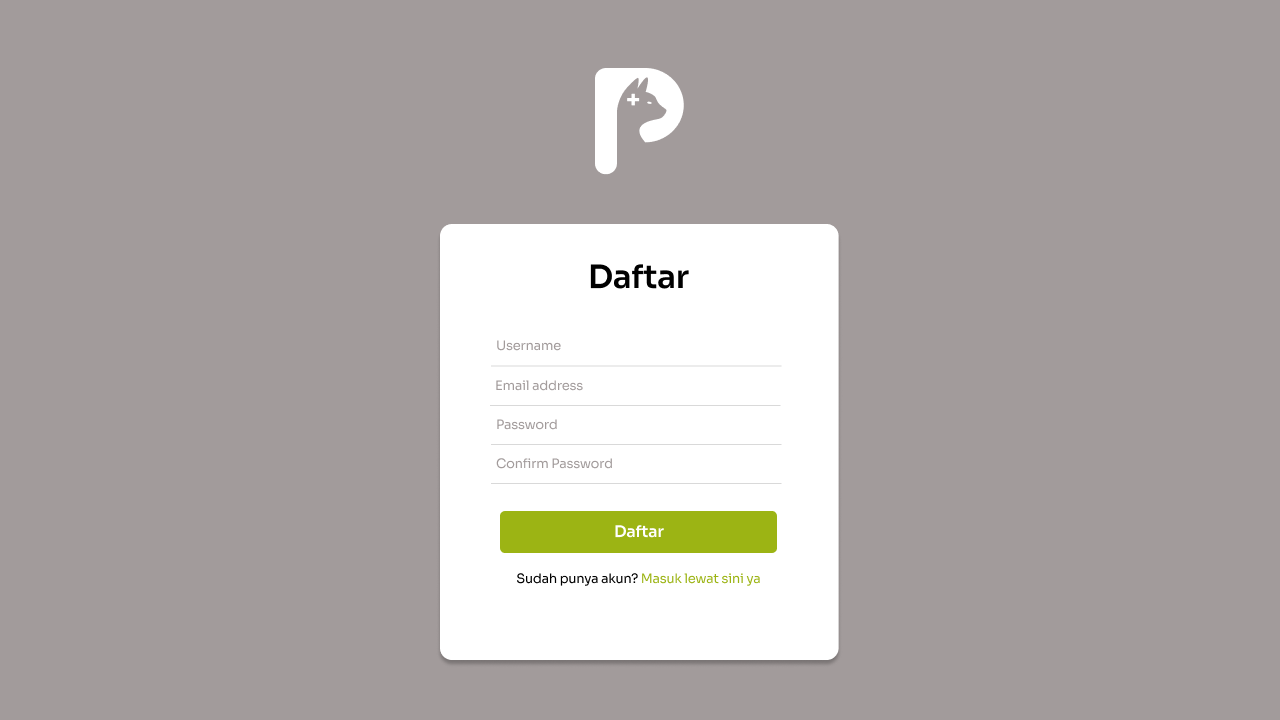 Daftar
Username
Email address
Password
Confirm Password
Daftar
Sudah punya akun? Masuk lewat sini ya